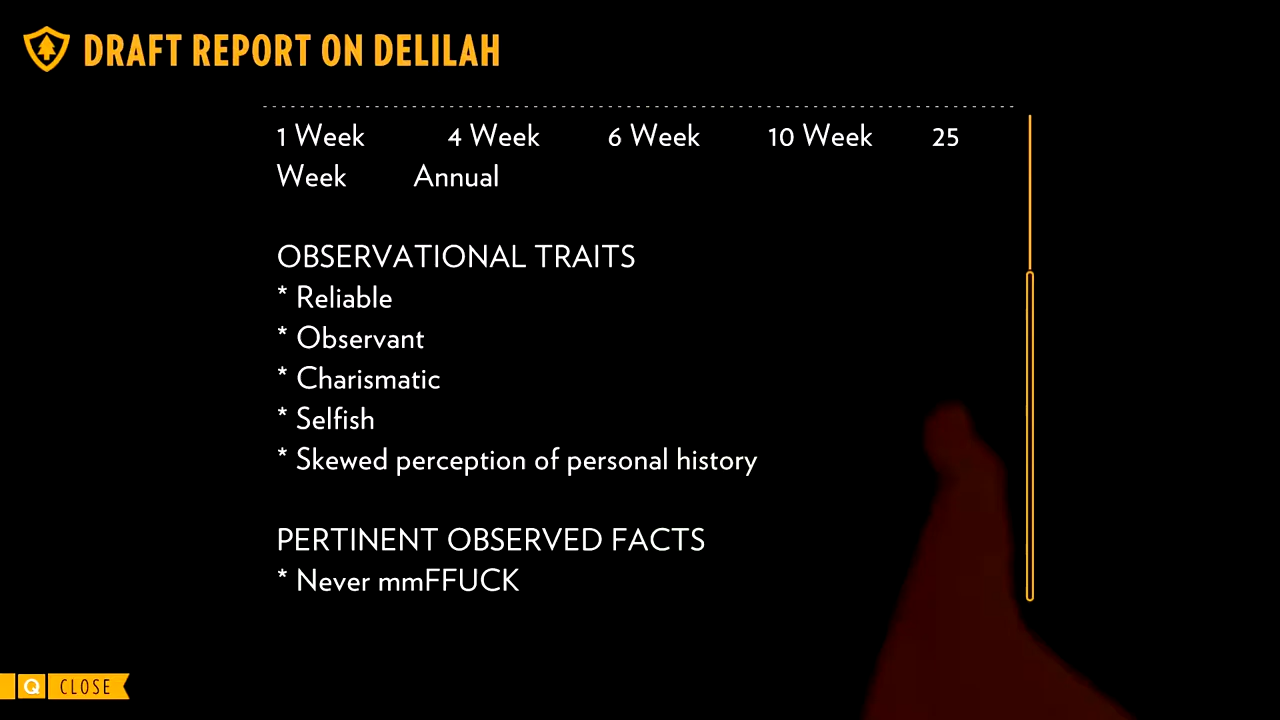 DRAFT REPORT ON DELILAH
1 Week 4 Week 6 Week 10 Week 25
Week Annual
OBSERVATIONAL TRAITS
* Reliable
* Observant
* Charismatic
* Selfish
* Skewed perception of personal history
PERTINENT OBSERVED FACTS
* Never mmFFUCK
Q CLOSE